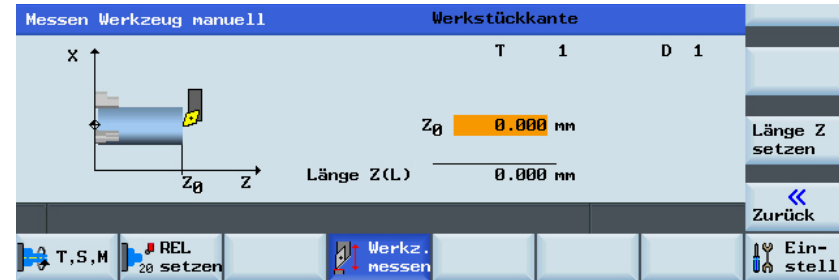 Messen Werkzeug manuell Werkstückkante
X T 1 D 1
Z0 0.000 mm
Länge Z setzen
Z0 Z Länge Z(L) 0.000 mm
«
Zurück
T,S,M
REL
20 setzen
Werkz.
messen
Ein-
stell